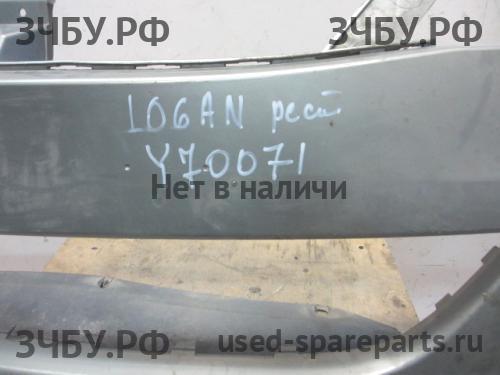 ЗЧБУ.РФ ЗЧБУ.РФ
LOGAN рест
Y70071
Нет в наличи
ЗЧБУ.РФ used-spareparts.ru